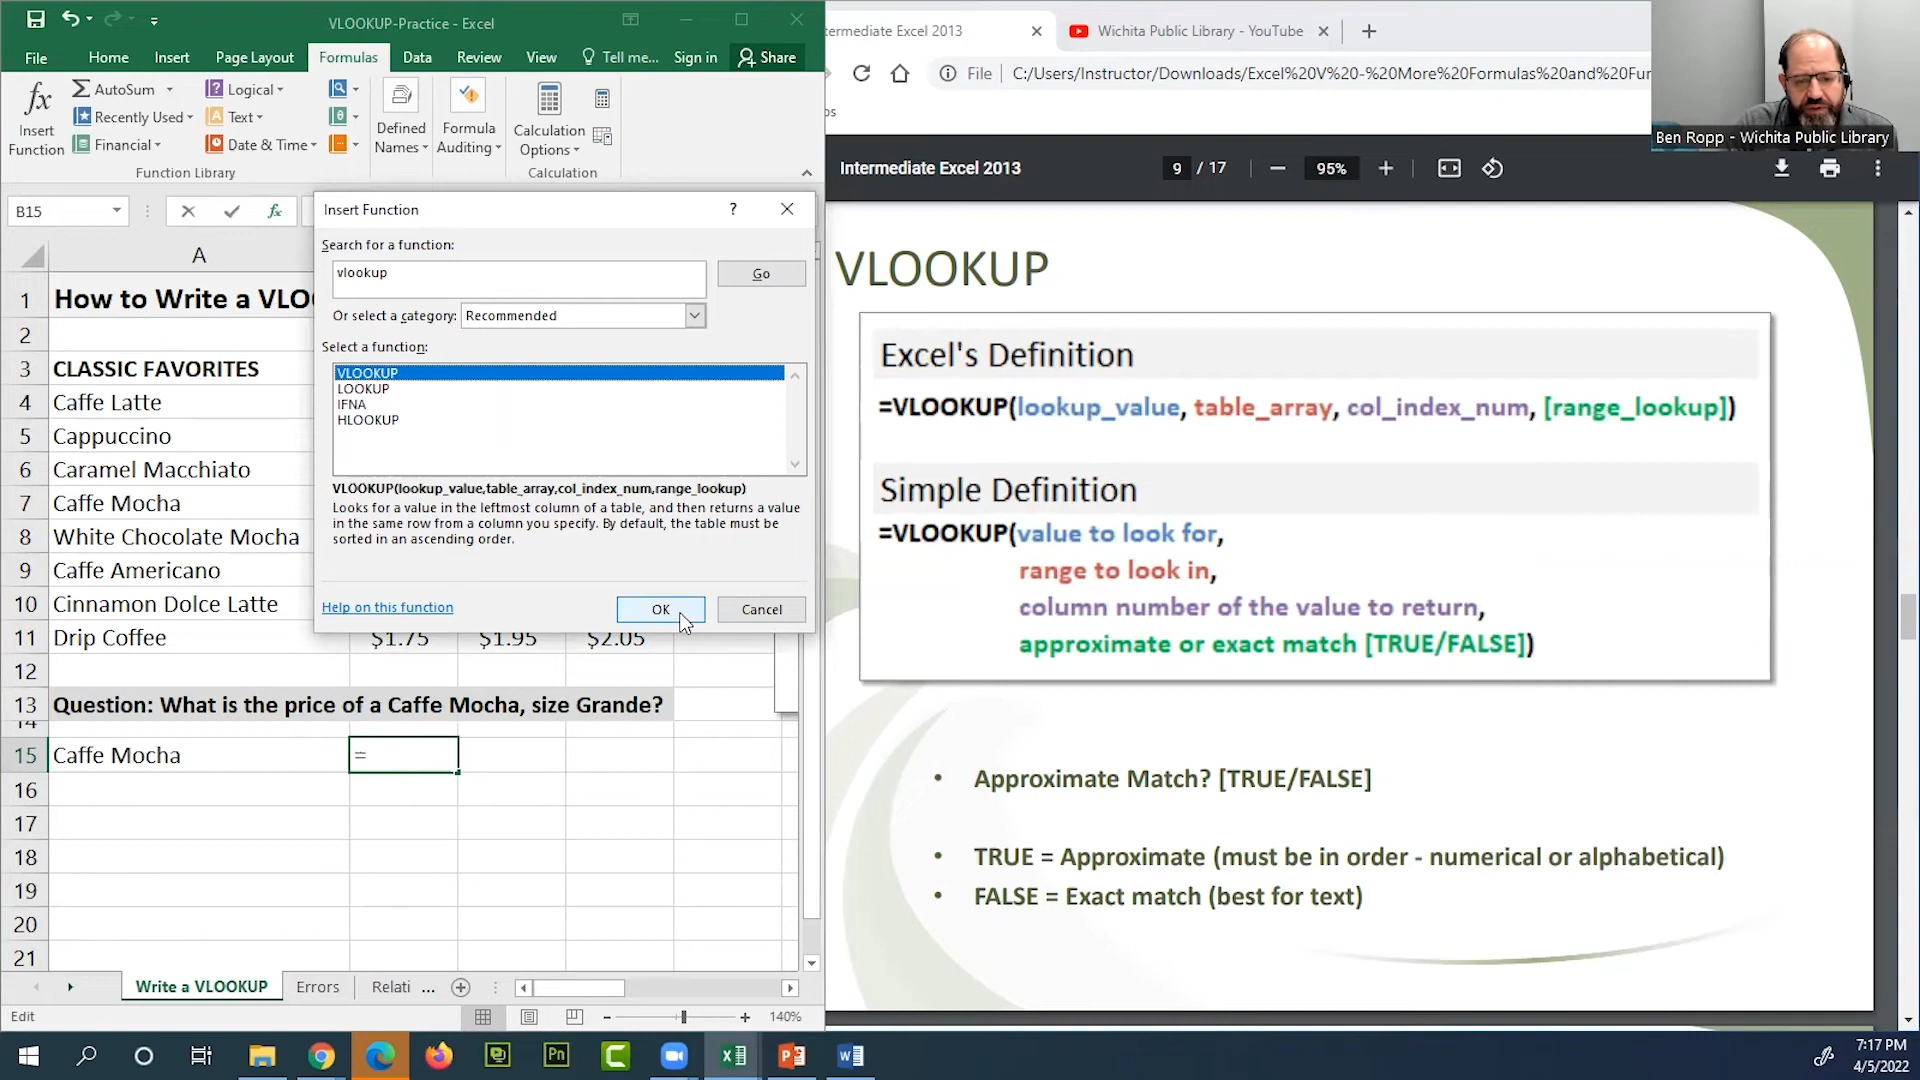 VLOOKUP-Practice - Excel
File
Home
Insert
Page Layout
Formulas
Data
Review
View
Tell me...
Sign in
Share
fx
Insert
Function
AutoSum
Recently Used
Financial
Logical
Text
Date & Time
Function Library
Defined
Names
Formula
Auditing
Calculation
Options
Calculation
B15
fx
A
1 How to Write a VLO
2
3 CLASSIC FAVORITES
4 Caffe Latte
5 Cappuccino
6 Caramel Macchiato
7 Caffe Mocha
8 White Chocolate Mocha
9 Caffe Americano
10 Cinnamon Dolce Latte
11 Drip Coffee $1.75 $1.95 $2.05
12
13 Question: What is the price of a Caffe Mocha, size Grande?
14
15 Caffe Mocha =
16
17
18
19
20
21
Insert Function
?
Search for a function:
vlookup
Go
Or select a category: Recommended
Select a function:
VLOOKUP
LOOKUP
IFNA
HLOOKUP
VLOOKUP(lookup_value,table_array,col_index_num,range_lookup)
Looks for a value in the leftmost column of a table, and then returns a value
in the same row from a column you specify. By default, the table must be
sorted in an ascending order.
Help on this function
OK
Cancel
Write a VLOOKUP
Errors
Relati ...
Edit
140%
termediate Excel 2013
Wichita Public Library - YouTube
File
C:/Users/Instructor/Downloads/Excel%20V%20-%20More%20Formulas%20and%20Fur
os
Ben Ropp - Wichita Public Library
Intermediate Excel 2013
9 / 17
95%
VLOOKUP
Excel's Definition
=VLOOKUP(lookup_value, table_array, col_index_num, [range_lookup])
Simple Definition
=VLOOKUP(value to look for,
range to look in,
column number of the value to return,
approximate or exact match [TRUE/FALSE])
• Approximate Match? [TRUE/FALSE]
• TRUE = Approximate (must be in order - numerical or alphabetical)
• FALSE = Exact match (best for text)
Pn
7:17 PM
4/5/2022